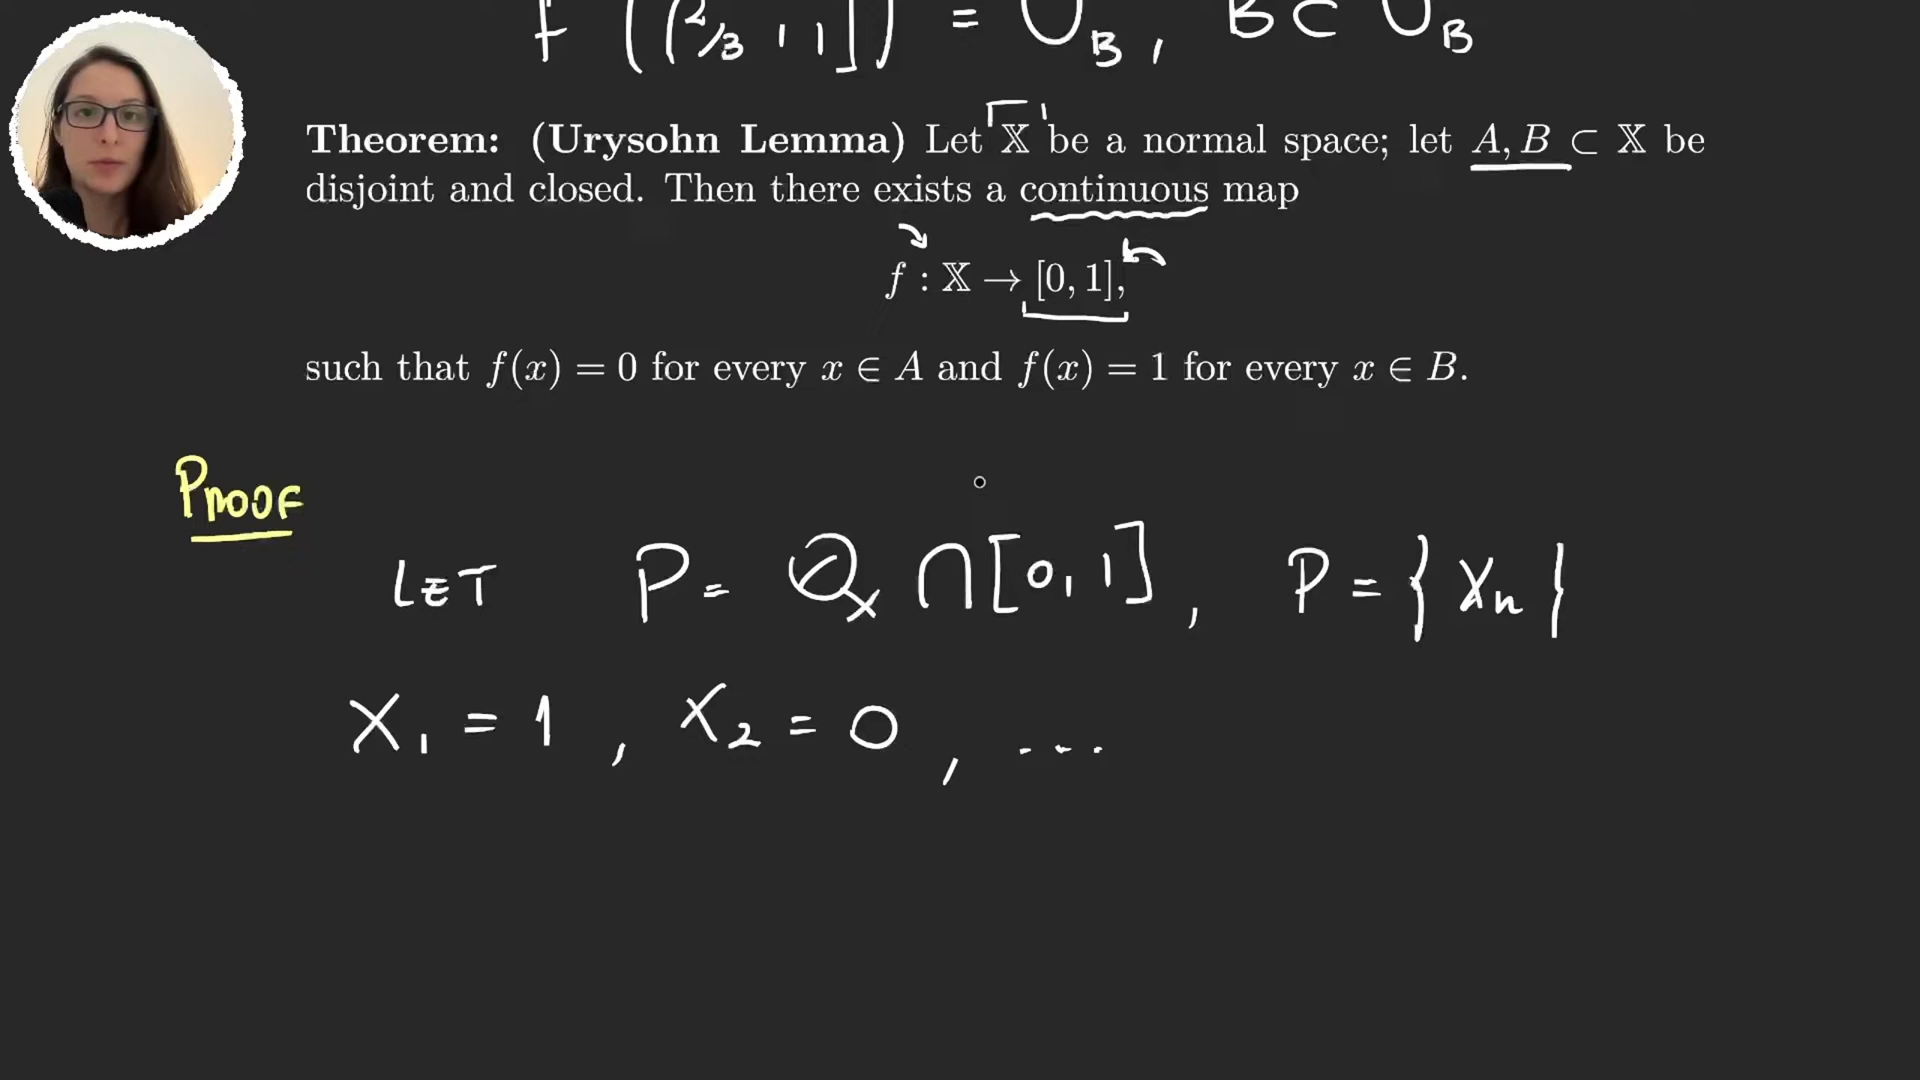 f ((2/3, 1]) = U_B, B ⊂ U_B
Theorem: (Urysohn Lemma) Let 𝕏 be a normal space; let A, B ⊂ 𝕏 be
disjoint and closed. Then there exists a continuous map
f : 𝕏 → [0, 1],
such that f(x) = 0 for every x ∈ A and f(x) = 1 for every x ∈ B.
PROOF
LET P = Q ∩ [0, 1], P = { x_n }
x_1 = 1, x_2 = 0, ...